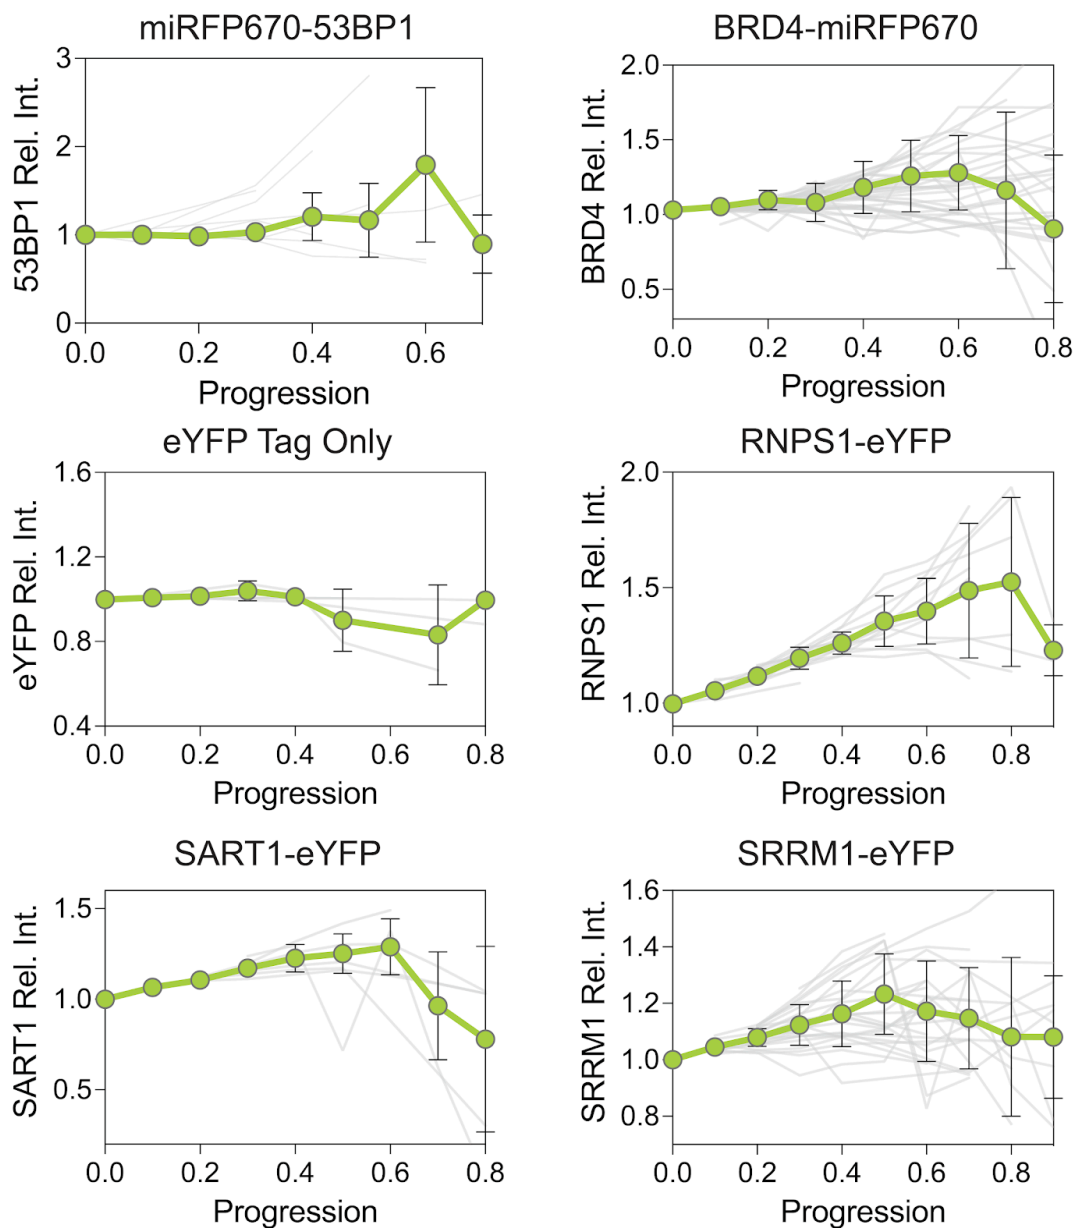 miRFP670-53BP1
53BP1 Rel. Int.
3
2
1
0
0.0 0.2 0.4 0.6
Progression
BRD4-miRFP670
BRD4 Rel. Int.
2.0
1.5
1.0
0.5
0.0 0.2 0.4 0.6 0.8
Progression
eYFP Tag Only
eYFP Rel. Int.
1.6
1.2
0.8
0.4
0.0 0.2 0.4 0.6 0.8
Progression
RNPS1-eYFP
RNPS1 Rel. Int.
2.0
1.5
1.0
0.0 0.2 0.4 0.6 0.8
Progression
SART1-eYFP
SART1 Rel. Int.
1.5
1.0
0.5
0.0 0.2 0.4 0.6 0.8
Progression
SRRM1-eYFP
SRRM1 Rel. Int.
1.6
1.4
1.2
1.0
0.8
0.0 0.2 0.4 0.6 0.8
Progression